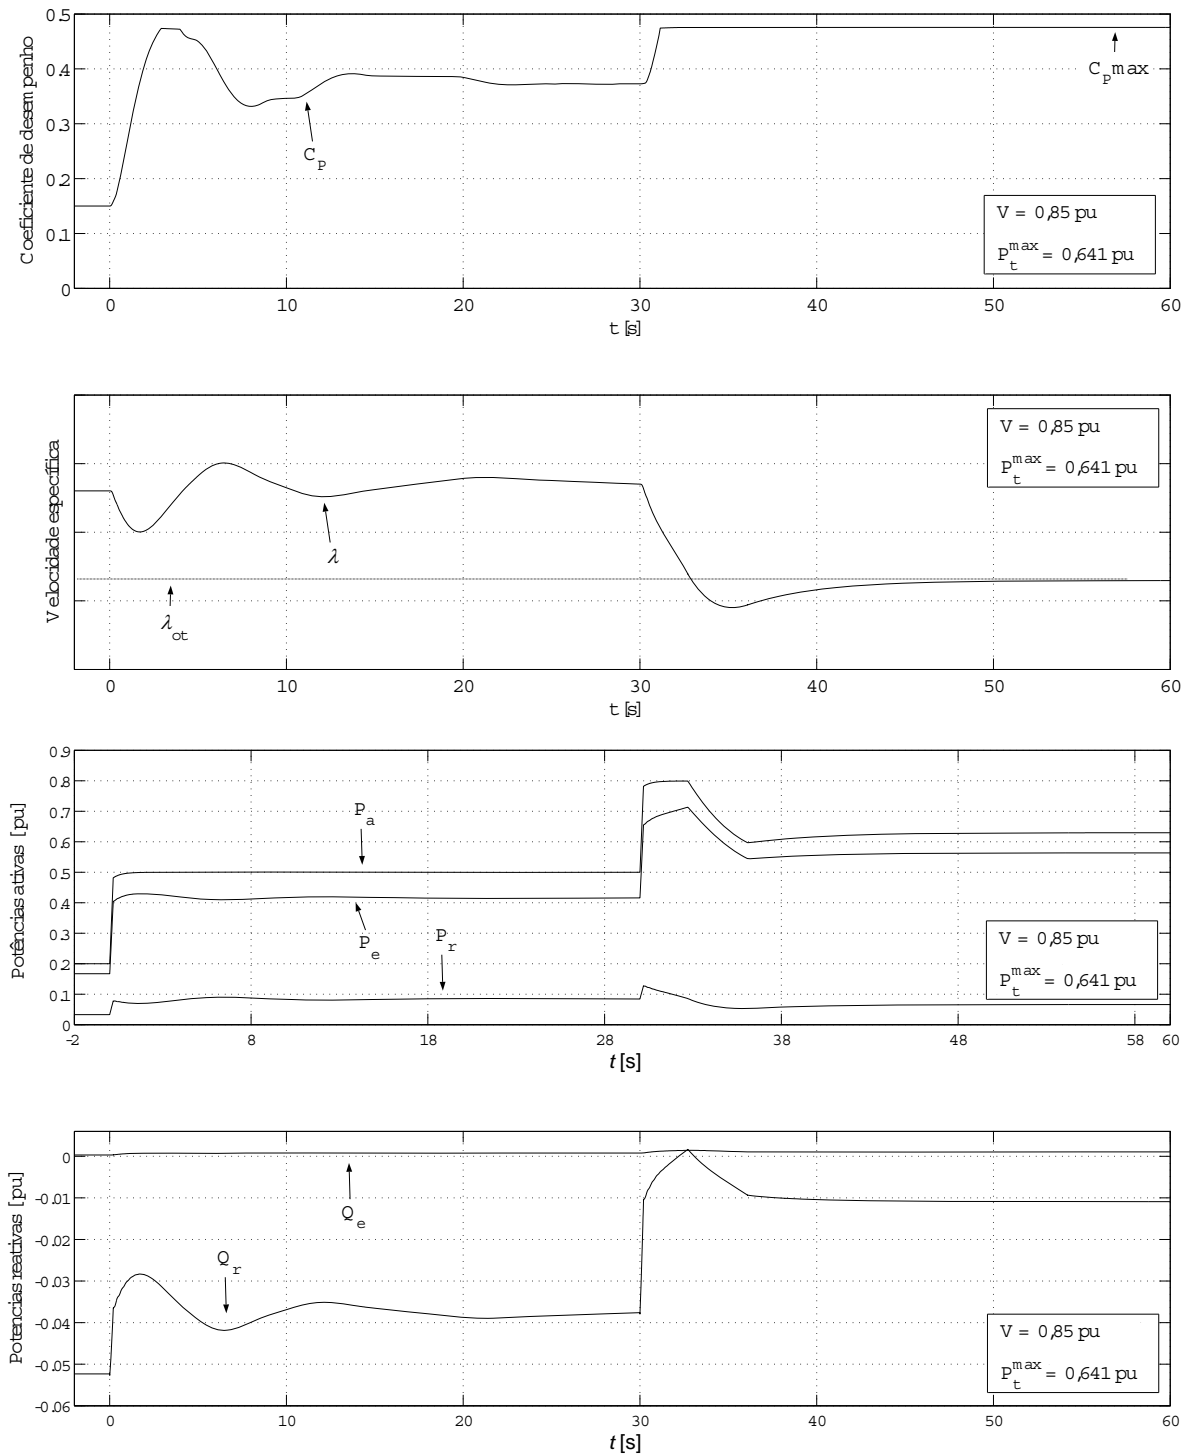 Coeficiente de desempenho
0.5
0.4
0.3
0.2
0.1
0
C_p max
C_p
V = 0,85 pu
P_t^max = 0,641 pu
0 10 20 30 40 50 60
t [s]
Velocidade específica
V = 0,85 pu
P_t^max = 0,641 pu
λ
λ_ot
0 10 20 30 40 50 60
t [s]
Potências ativas [pu]
0.9
0.8
0.7
0.6
0.5
0.4
0.3
0.2
0.1
0
P_a
P_e
P_r
V = 0,85 pu
P_t^max = 0,641 pu
-2 8 18 28 38 48 58 60
t [s]
Potencias reativas [pu]
0
-0.01
-0.02
-0.03
-0.04
-0.05
-0.06
Q_e
Q_r
V = 0,85 pu
P_t^max = 0,641 pu
0 10 20 30 40 50 60
t [s]